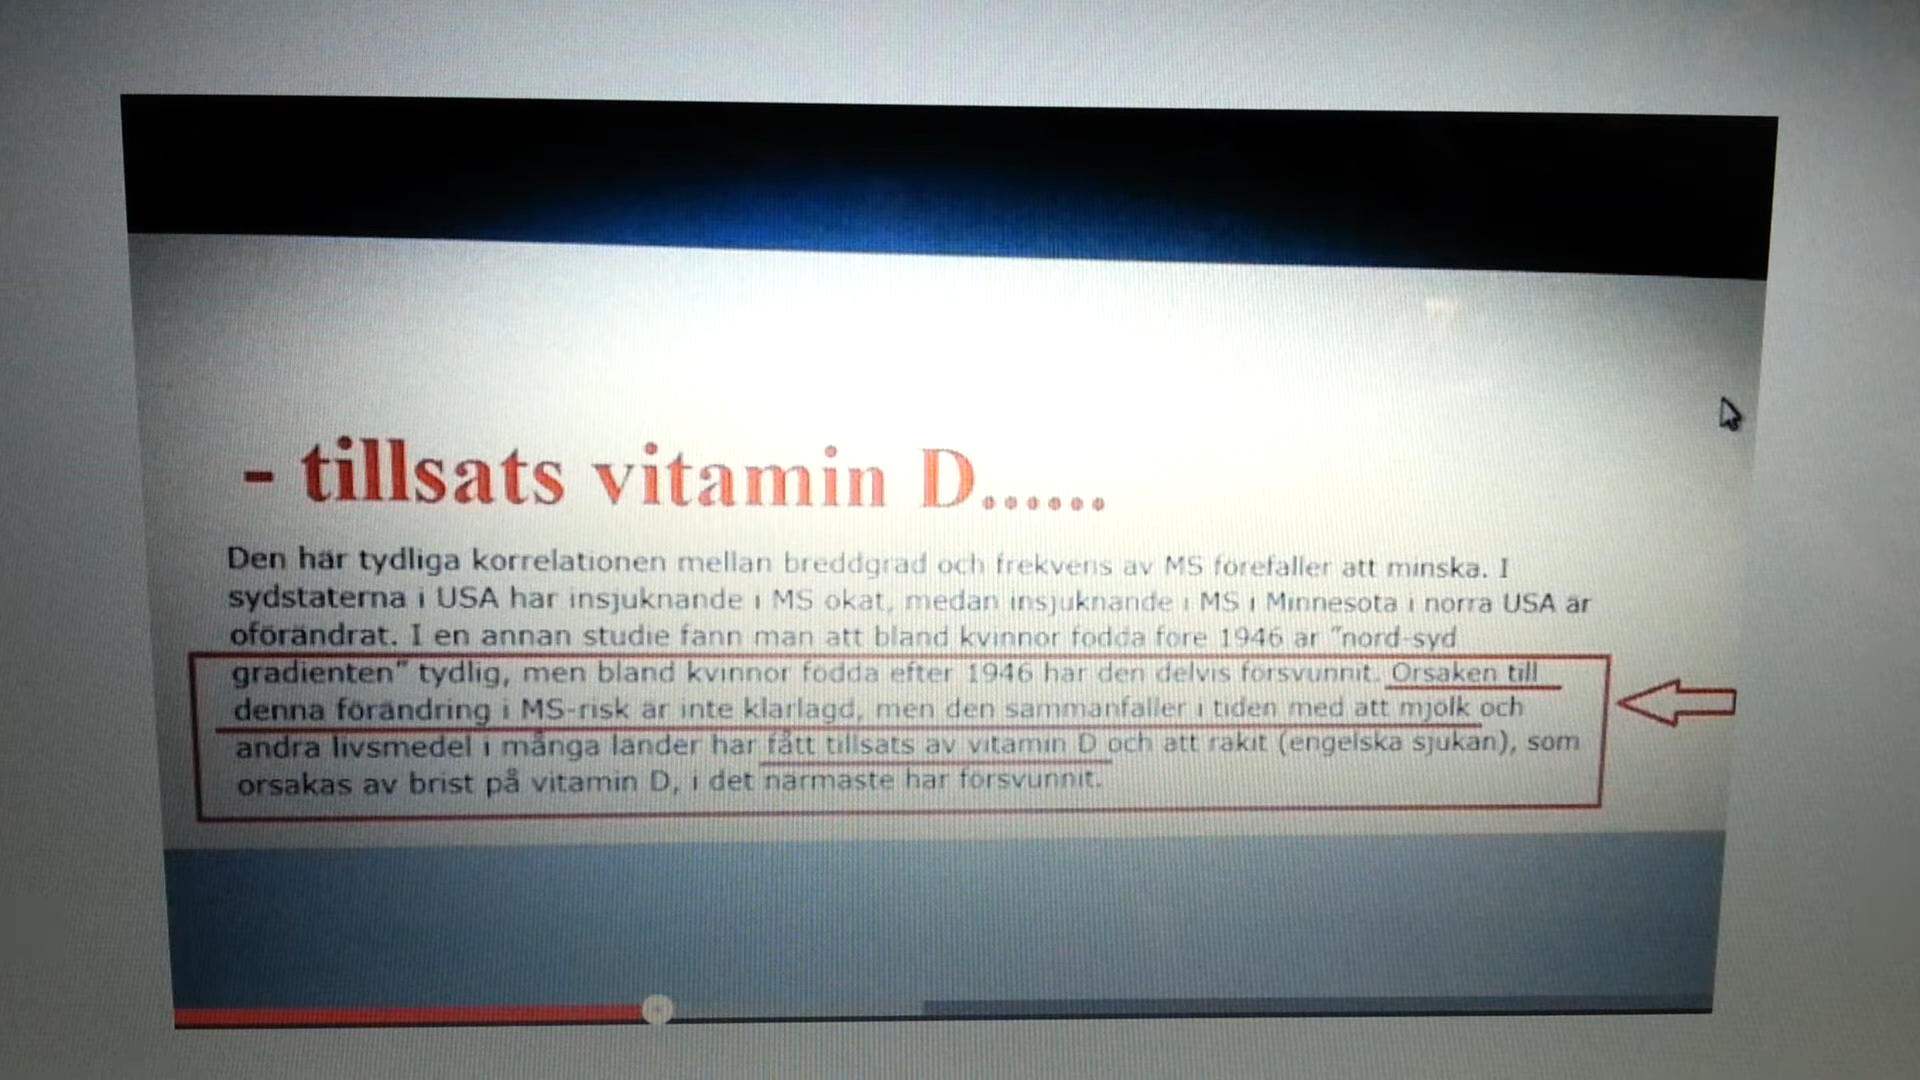 - tillsats vitamin D......
Den här tydliga korrelationen mellan breddgrad och frekvens av MS förefaller att minska. I
sydstaterna i USA har insjuknande i MS ökat, medan insjuknande i MS i Minnesota i norra USA är
oförändrat. I en annan studie fann man att bland kvinnor födda före 1946 är "nord-syd
gradienten" tydlig, men bland kvinnor födda efter 1946 har den delvis försvunnit. Orsaken till
denna förändring i MS-risk är inte klarlagd, men den sammanfaller i tiden med att mjölk och
andra livsmedel i många länder har fått tillsats av vitamin D och att rakit (engelska sjukan), som
orsakas av brist på vitamin D, i det närmaste har försvunnit.